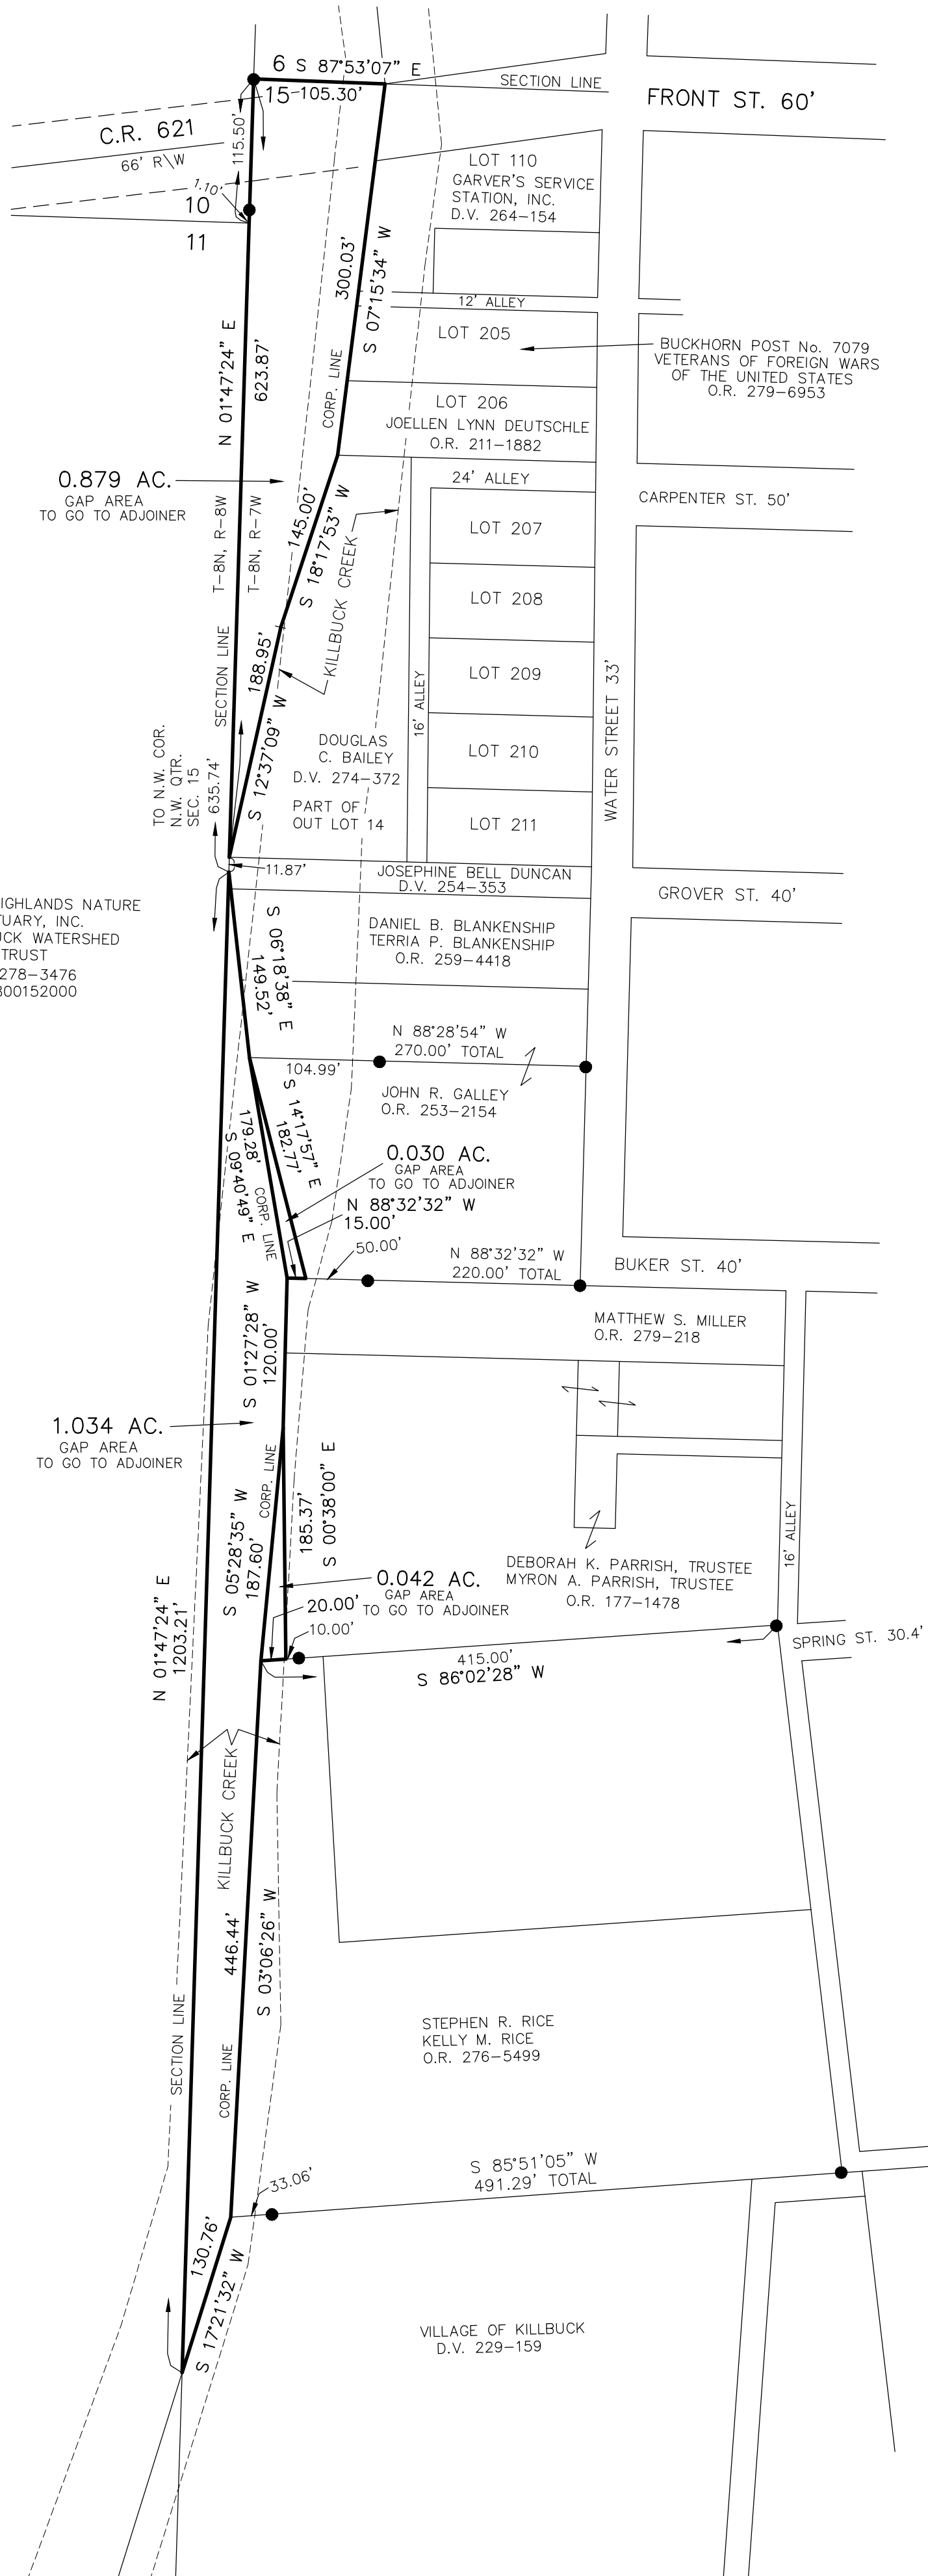 6 S 87°53'07" E
15 105.30'
SECTION LINE
FRONT ST. 60'
C.R. 621
66' R\W
115.50'
1.10'
10
11
LOT 110
GARVER'S SERVICE
STATION, INC.
D.V. 264-154
300.03'
S 07°15'34" W
12' ALLEY
LOT 205
BUCKHORN POST No. 7079
VETERANS OF FOREIGN WARS
OF THE UNITED STATES
O.R. 279-6953
N 01°47'24" E
623.87'
CORP. LINE
LOT 206
JOELLEN LYNN DEUTSCHLE
O.R. 211-1882
0.879 AC.
GAP AREA
TO GO TO ADJOINER
24' ALLEY
CARPENTER ST. 50'
145.00'
S 18°17'53" W
T-8N, R-8W
T-8N, R-7W
LOT 207
LOT 208
KILLBUCK CREEK
188.95'
S 12°37'09" W
SECTION LINE
LOT 209
16' ALLEY
WATER STREET 33'
DOUGLAS
C. BAILEY
D.V. 274-372
PART OF
OUT LOT 14
LOT 210
LOT 211
TO N.W. COR.
N.W. QTR.
SEC. 15
635.74'
11.87'
JOSEPHINE BELL DUNCAN
D.V. 254-353
GROVER ST. 40'
IGHLANDS NATURE
TUARY, INC.
UCK WATERSHED
TRUST
278-3476
300152000
S 06°18'38" E
149.52'
DANIEL B. BLANKENSHIP
TERRIA P. BLANKENSHIP
O.R. 259-4418
N 88°28'54" W
270.00' TOTAL
104.99'
JOHN R. GALLEY
O.R. 253-2154
S 14°17'57" E
182.77'
179.28'
S 09°40'49" E
CORP. LINE
0.030 AC.
GAP AREA
TO GO TO ADJOINER
N 88°32'32" W
15.00'
50.00'
N 88°32'32" W
220.00' TOTAL
BUKER ST. 40'
S 01°27'28" W
120.00'
MATTHEW S. MILLER
O.R. 279-218
1.034 AC.
GAP AREA
TO GO TO ADJOINER
CORP. LINE
185.37'
S 00°38'00" E
S 05°28'35" W
187.60'
16' ALLEY
DEBORAH K. PARRISH, TRUSTEE
MYRON A. PARRISH, TRUSTEE
O.R. 177-1478
0.042 AC.
GAP AREA
TO GO TO ADJOINER
20.00'
10.00'
N 01°47'24" E
1203.21'
415.00'
S 86°02'28" W
SPRING ST. 30.4'
KILLBUCK CREEK
446.44'
S 03°06'26" W
SECTION LINE
CORP. LINE
STEPHEN R. RICE
KELLY M. RICE
O.R. 276-5499
S 85°51'05" W
491.29' TOTAL
33.06'
130.76'
S 17°21'32" W
VILLAGE OF KILLBUCK
D.V. 229-159